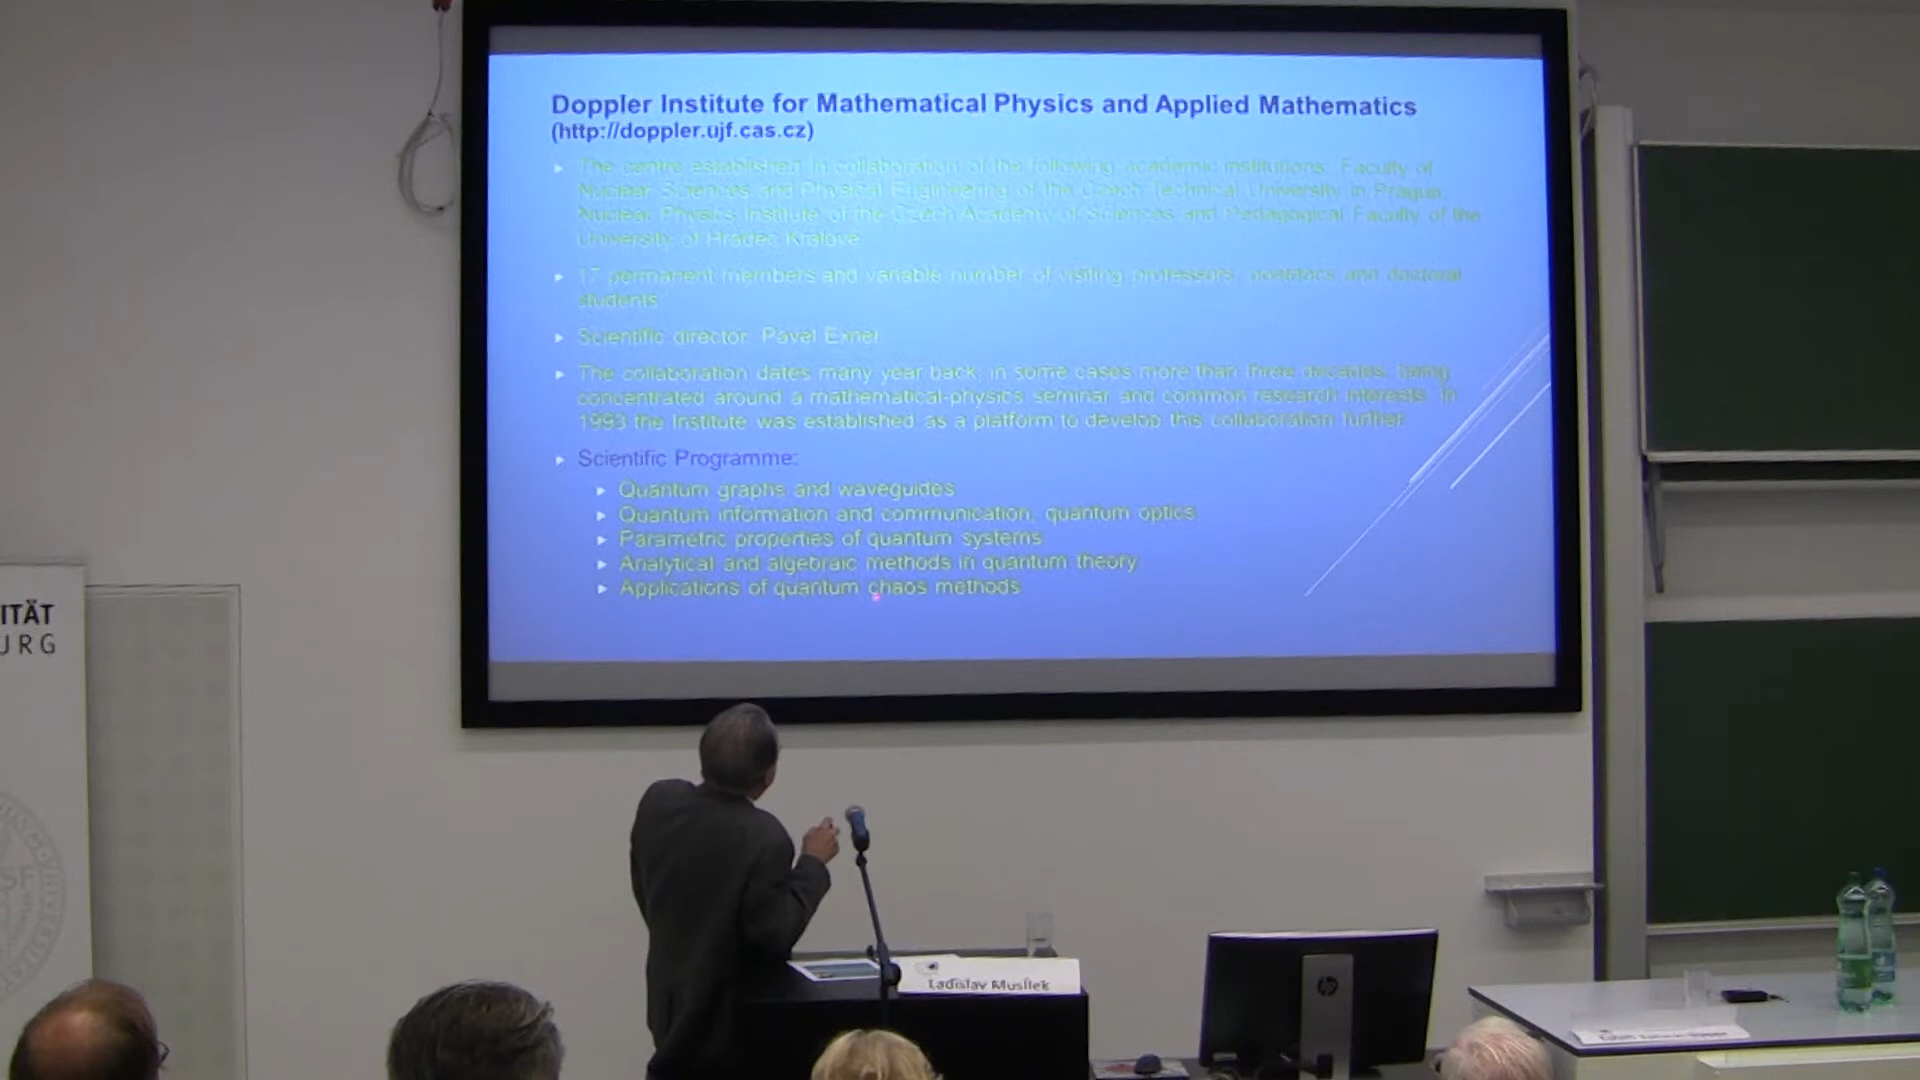 Doppler Institute for Mathematical Physics and Applied Mathematics
(http://doppler.ujf.cas.cz)
The centre established in collaboration of the following academic institutions: Faculty of
Nuclear Sciences and Physical Engineering of the Czech Technical University in Prague,
Nuclear Physics Institute of the Czech Academy of Sciences and Pedagogical Faculty of the
University of Hradec Kralove
17 permanent members and variable number of visiting professors, postdocs and doctoral
students
Scientific director: Pavel Exner
The collaboration dates many year back, in some cases more than three decades, being
concentrated around a mathematical-physics seminar and common research interests. In
1993 the Institute was established as a platform to develop this collaboration further
Scientific Programme:
Quantum graphs and waveguides
Quantum information and communication, quantum optics
Parametric properties of quantum systems
Analytical and algebraic methods in quantum theory
Applications of quantum chaos methods
ITÄT
URG
Ladislav Musílek
hp